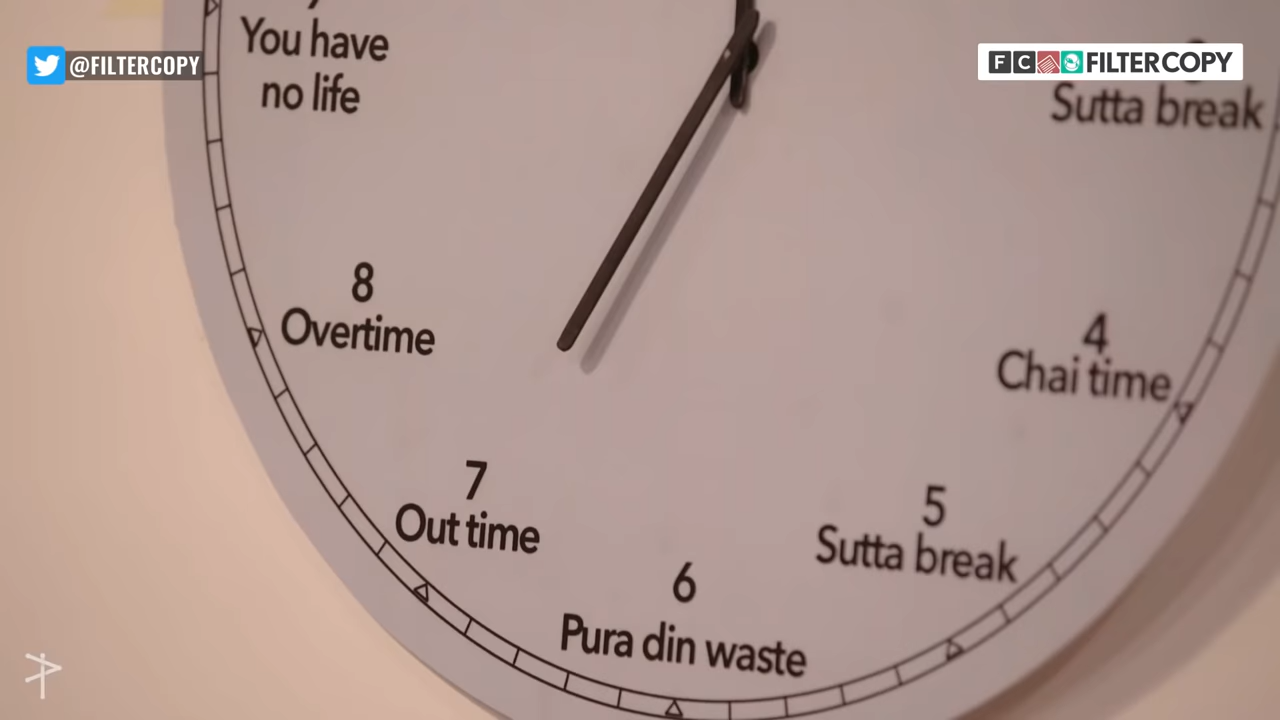 You have
no life
@FILTERCOPY
FC FILTERCOPY
Sutta break
8
Overtime
4
Chai time
7
Out time
5
Sutta break
6
Pura din waste